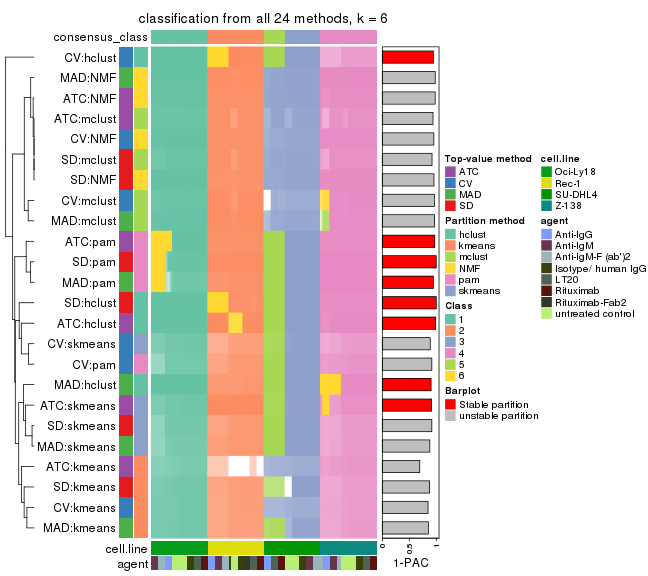 classification from all 24 methods, k = 6
consensus_class
CV:hclust
MAD:NMF
ATC:NMF
ATC:mclust
CV:NMF
SD:mclust
SD:NMF
CV:mclust
MAD:mclust
ATC:pam
SD:pam
MAD:pam
SD:hclust
ATC:hclust
CV:skmeans
CV:pam
MAD:hclust
ATC:skmeans
SD:skmeans
MAD:skmeans
ATC:kmeans
SD:kmeans
CV:kmeans
MAD:kmeans
cell.line
agent
0
0.5
1
1-PAC
Top-value method
ATC
CV
MAD
SD
Partition method
hclust
kmeans
mclust
NMF
pam
skmeans
Class
1
2
3
4
5
6
Barplot
Stable partition
unstable partition
cell.line
Oci-Ly18
Rec-1
SU-DHL4
Z-138
agent
Anti-IgG
Anti-IgM
Anti-IgM-F (ab')2
Isotype/ human IgG
LT20
Rituximab
Rituximab-Fab2
untreated control